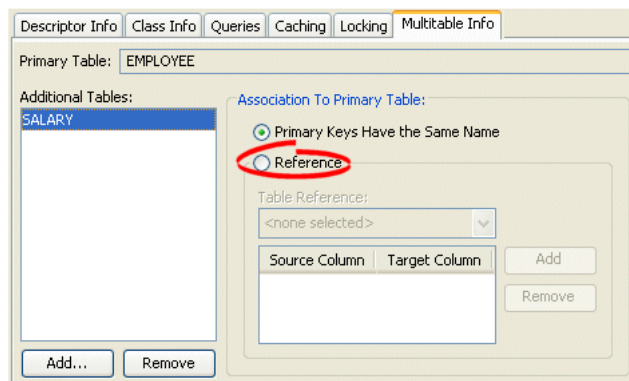 Descriptor Info Class Info Queries Caching Locking Multitable Info
Primary Table: EMPLOYEE
Additional Tables:
SALARY
Add... Remove
Association To Primary Table:
Primary Keys Have the Same Name
Reference
Table Reference:
<none selected>
Source Column Target Column
Add
Remove